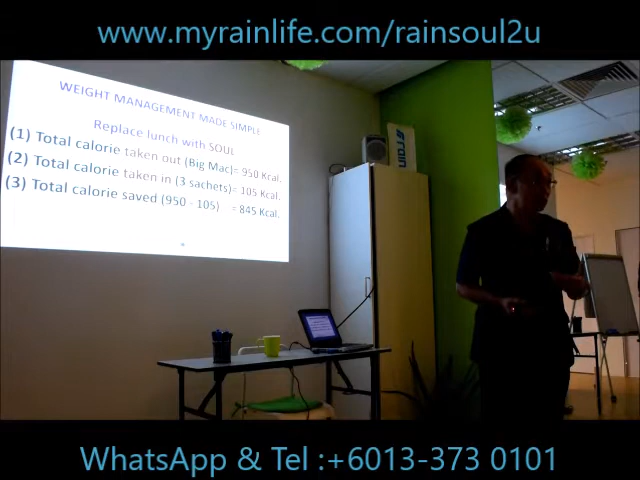 www.myrainlife.com/rainsoul2u
WEIGHT MANAGEMENT MADE SIMPLE
Replace lunch with SOUL
(1) Total calorie taken out (Big Mac)= 950 Kcal.
(2) Total calorie taken in (3 sachets)= 105 Kcal.
(3) Total calorie saved (950 - 105) = 845 Kcal.
rain
WhatsApp & Tel :+6013-373 0101